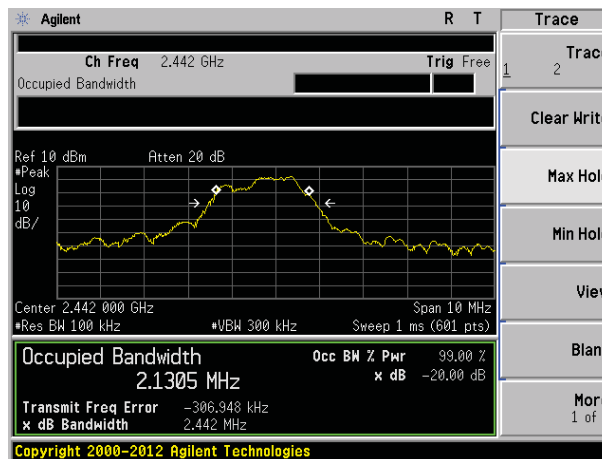 Agilent R T Trace
Ch Freq 2.442 GHz Trig Free
Occupied Bandwidth
Trac
1 2
Clear Writ
Max Hol
Min Hol
Vie
Blan
Mor
1 of
Ref 10 dBm Atten 20 dB
#Peak
Log
10
dB/
Center 2.442 000 GHz Span 10 MHz
#Res BW 100 kHz #VBW 300 kHz Sweep 1 ms (601 pts)
Occupied Bandwidth Occ BW % Pwr 99.00 %
2.1305 MHz x dB -20.00 dB
Transmit Freq Error -306.948 kHz
x dB Bandwidth 2.442 MHz
Copyright 2000-2012 Agilent Technologies